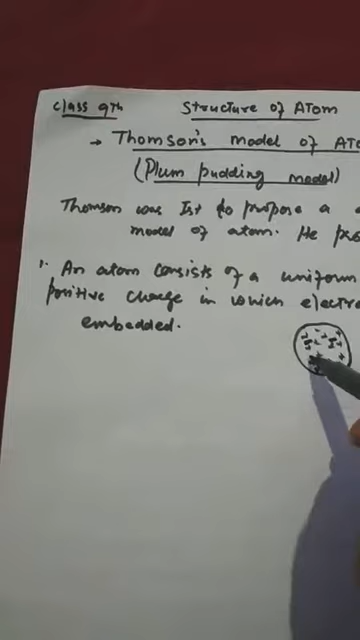 Class 9th Structure of Atom
→ Thomson's model of
(Plum pudding model)
Thomson was Ist to propose a
model of atom. He
1. An atom consists of a uniform
positive charge in which
embedded.